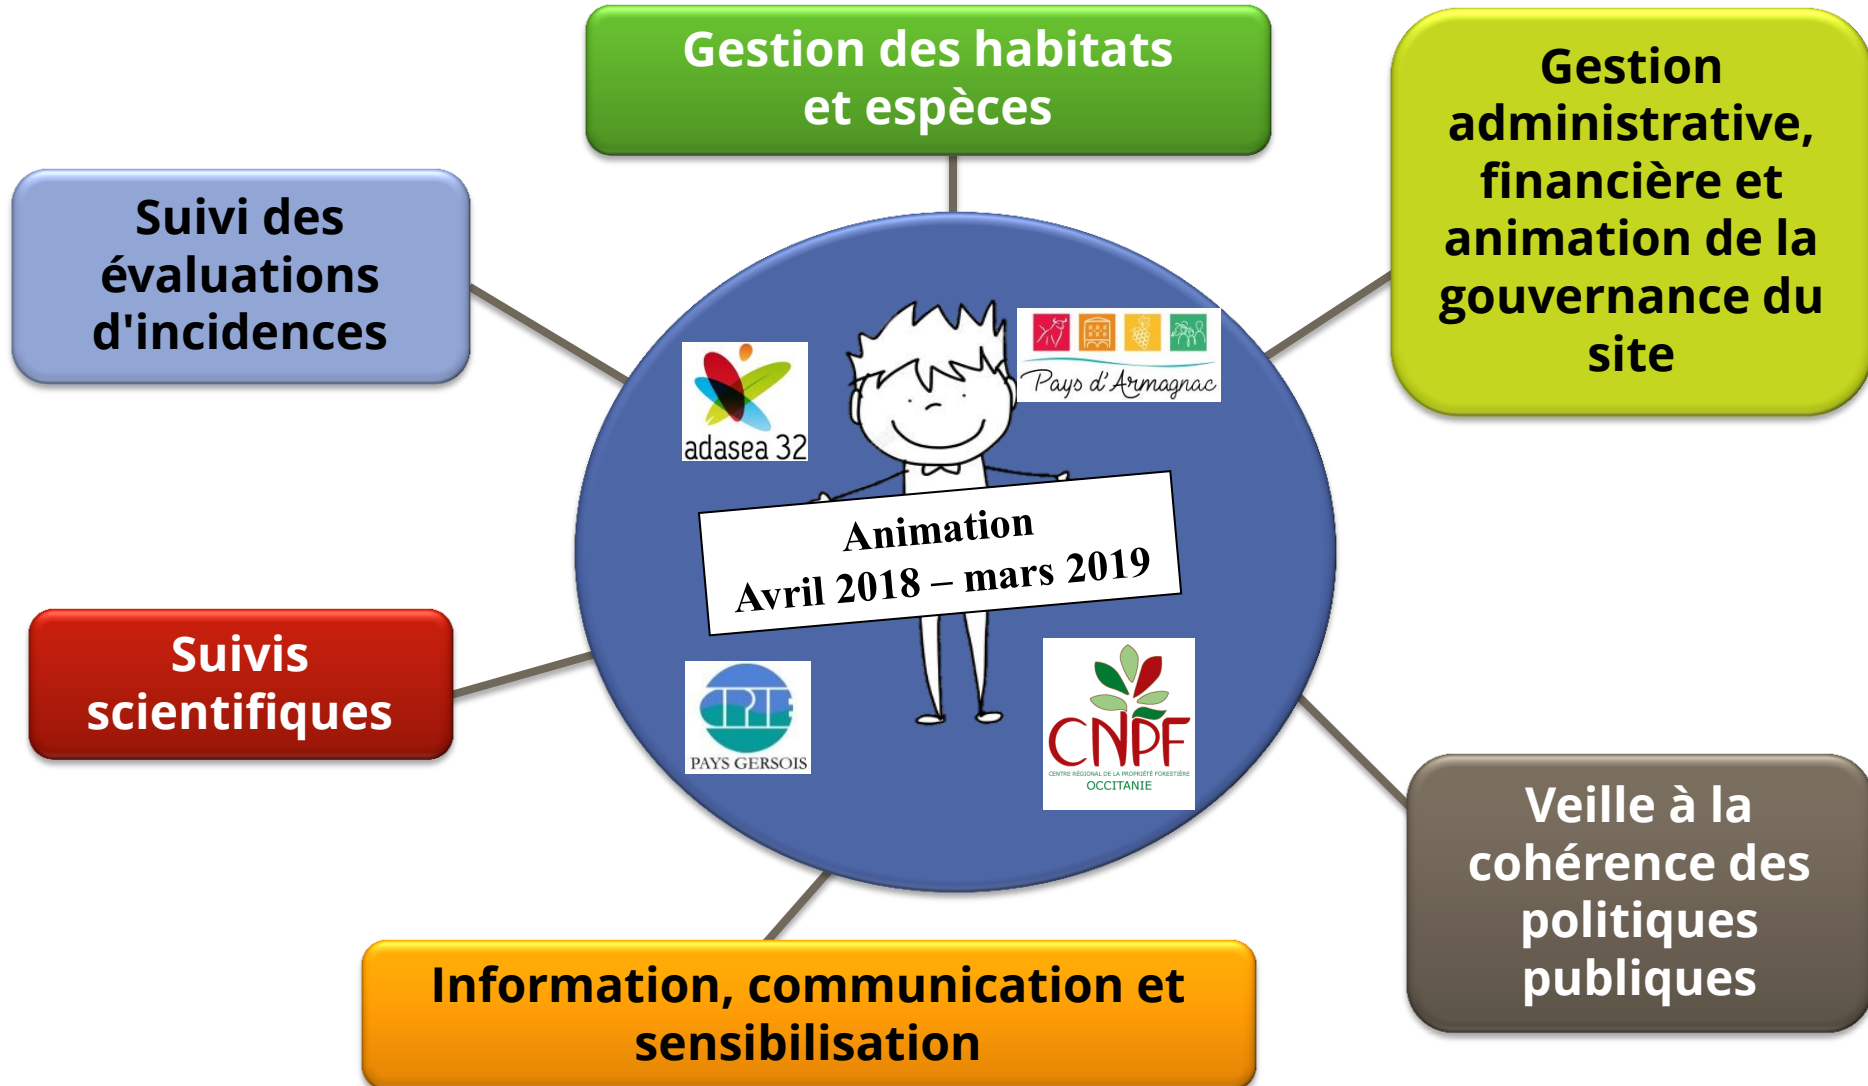 Gestion des habitats
et espèces
Gestion
administrative,
financière et
animation de la
gouvernance du
site
Suivi des
évaluations
d'incidences
adasea 32
Pays d'Armagnac
Animation
Avril 2018 – mars 2019
Suivis
scientifiques
CPIE
PAYS GERSOIS
CNPF
CENTRE RÉGIONAL DE LA PROPRIÉTÉ FORESTIÈRE
OCCITANIE
Veille à la
cohérence des
politiques
publiques
Information, communication et
sensibilisation